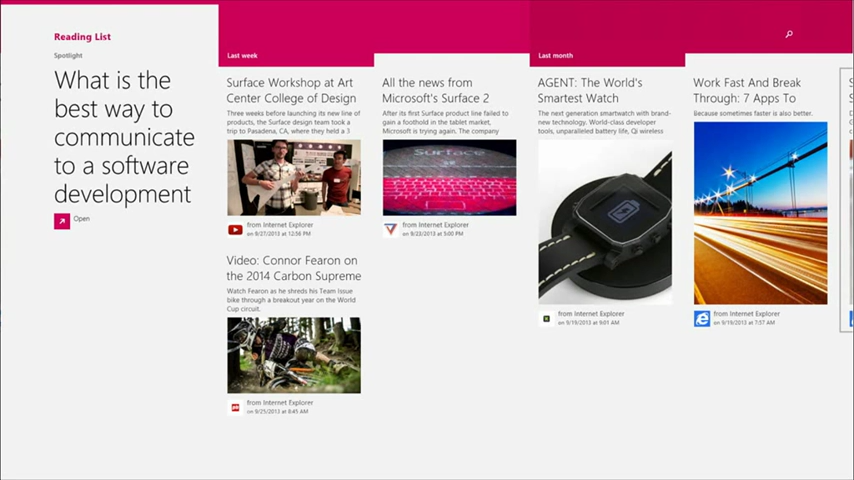 Reading List
Spotlight
What is the
best way to
communicate
to a software
development
Open
Last week
Surface Workshop at Art
Center College of Design
Three weeks before launching its new line of
products, the Surface design team took a
trip to Pasadena, CA, where they held a 3
from Internet Explorer
on 9/27/2013 at 12:56 PM
Video: Connor Fearon on
the 2014 Carbon Supreme
Watch Fearon as he shreds his Team Issue
bike through a breakout year on the World
Cup circuit.
from Internet Explorer
on 9/25/2013 at 8:45 AM
All the news from
Microsoft's Surface 2
After its first Surface product line failed to
gain a foothold in the tablet market,
Microsoft is trying again. The company
Surface
from Internet Explorer
on 9/23/2013 at 5:00 PM
Last month
AGENT: The World's
Smartest Watch
The next generation smartwatch with brand-
new technology. World-class developer
tools, unparalleled battery life, Qi wireless
from Internet Explorer
on 9/19/2013 at 9:01 AM
Work Fast And Break
Through: 7 Apps To
Because sometimes faster is also better.
from Internet Explorer
on 9/19/2013 at 7:57 AM